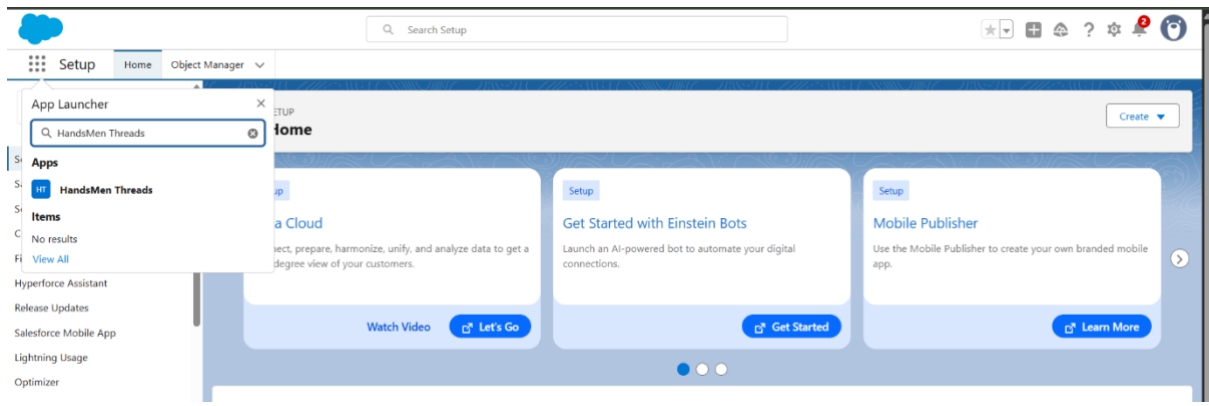 Search Setup
2
Setup
Home
Object Manager
App Launcher
HandsMen Threads
Apps
HT HandsMen Threads
Items
No results
View All
Hyperforce Assistant
Release Updates
Salesforce Mobile App
Lightning Usage
Optimizer
ETUP
Home
Create
up
a Cloud
nect, prepare, harmonize, unify, and analyze data to get a
degree view of your customers.
Watch Video
Let's Go
Setup
Get Started with Einstein Bots
Launch an AI-powered bot to automate your digital
connections.
Get Started
Setup
Mobile Publisher
Use the Mobile Publisher to create your own branded mobile
app.
Learn More